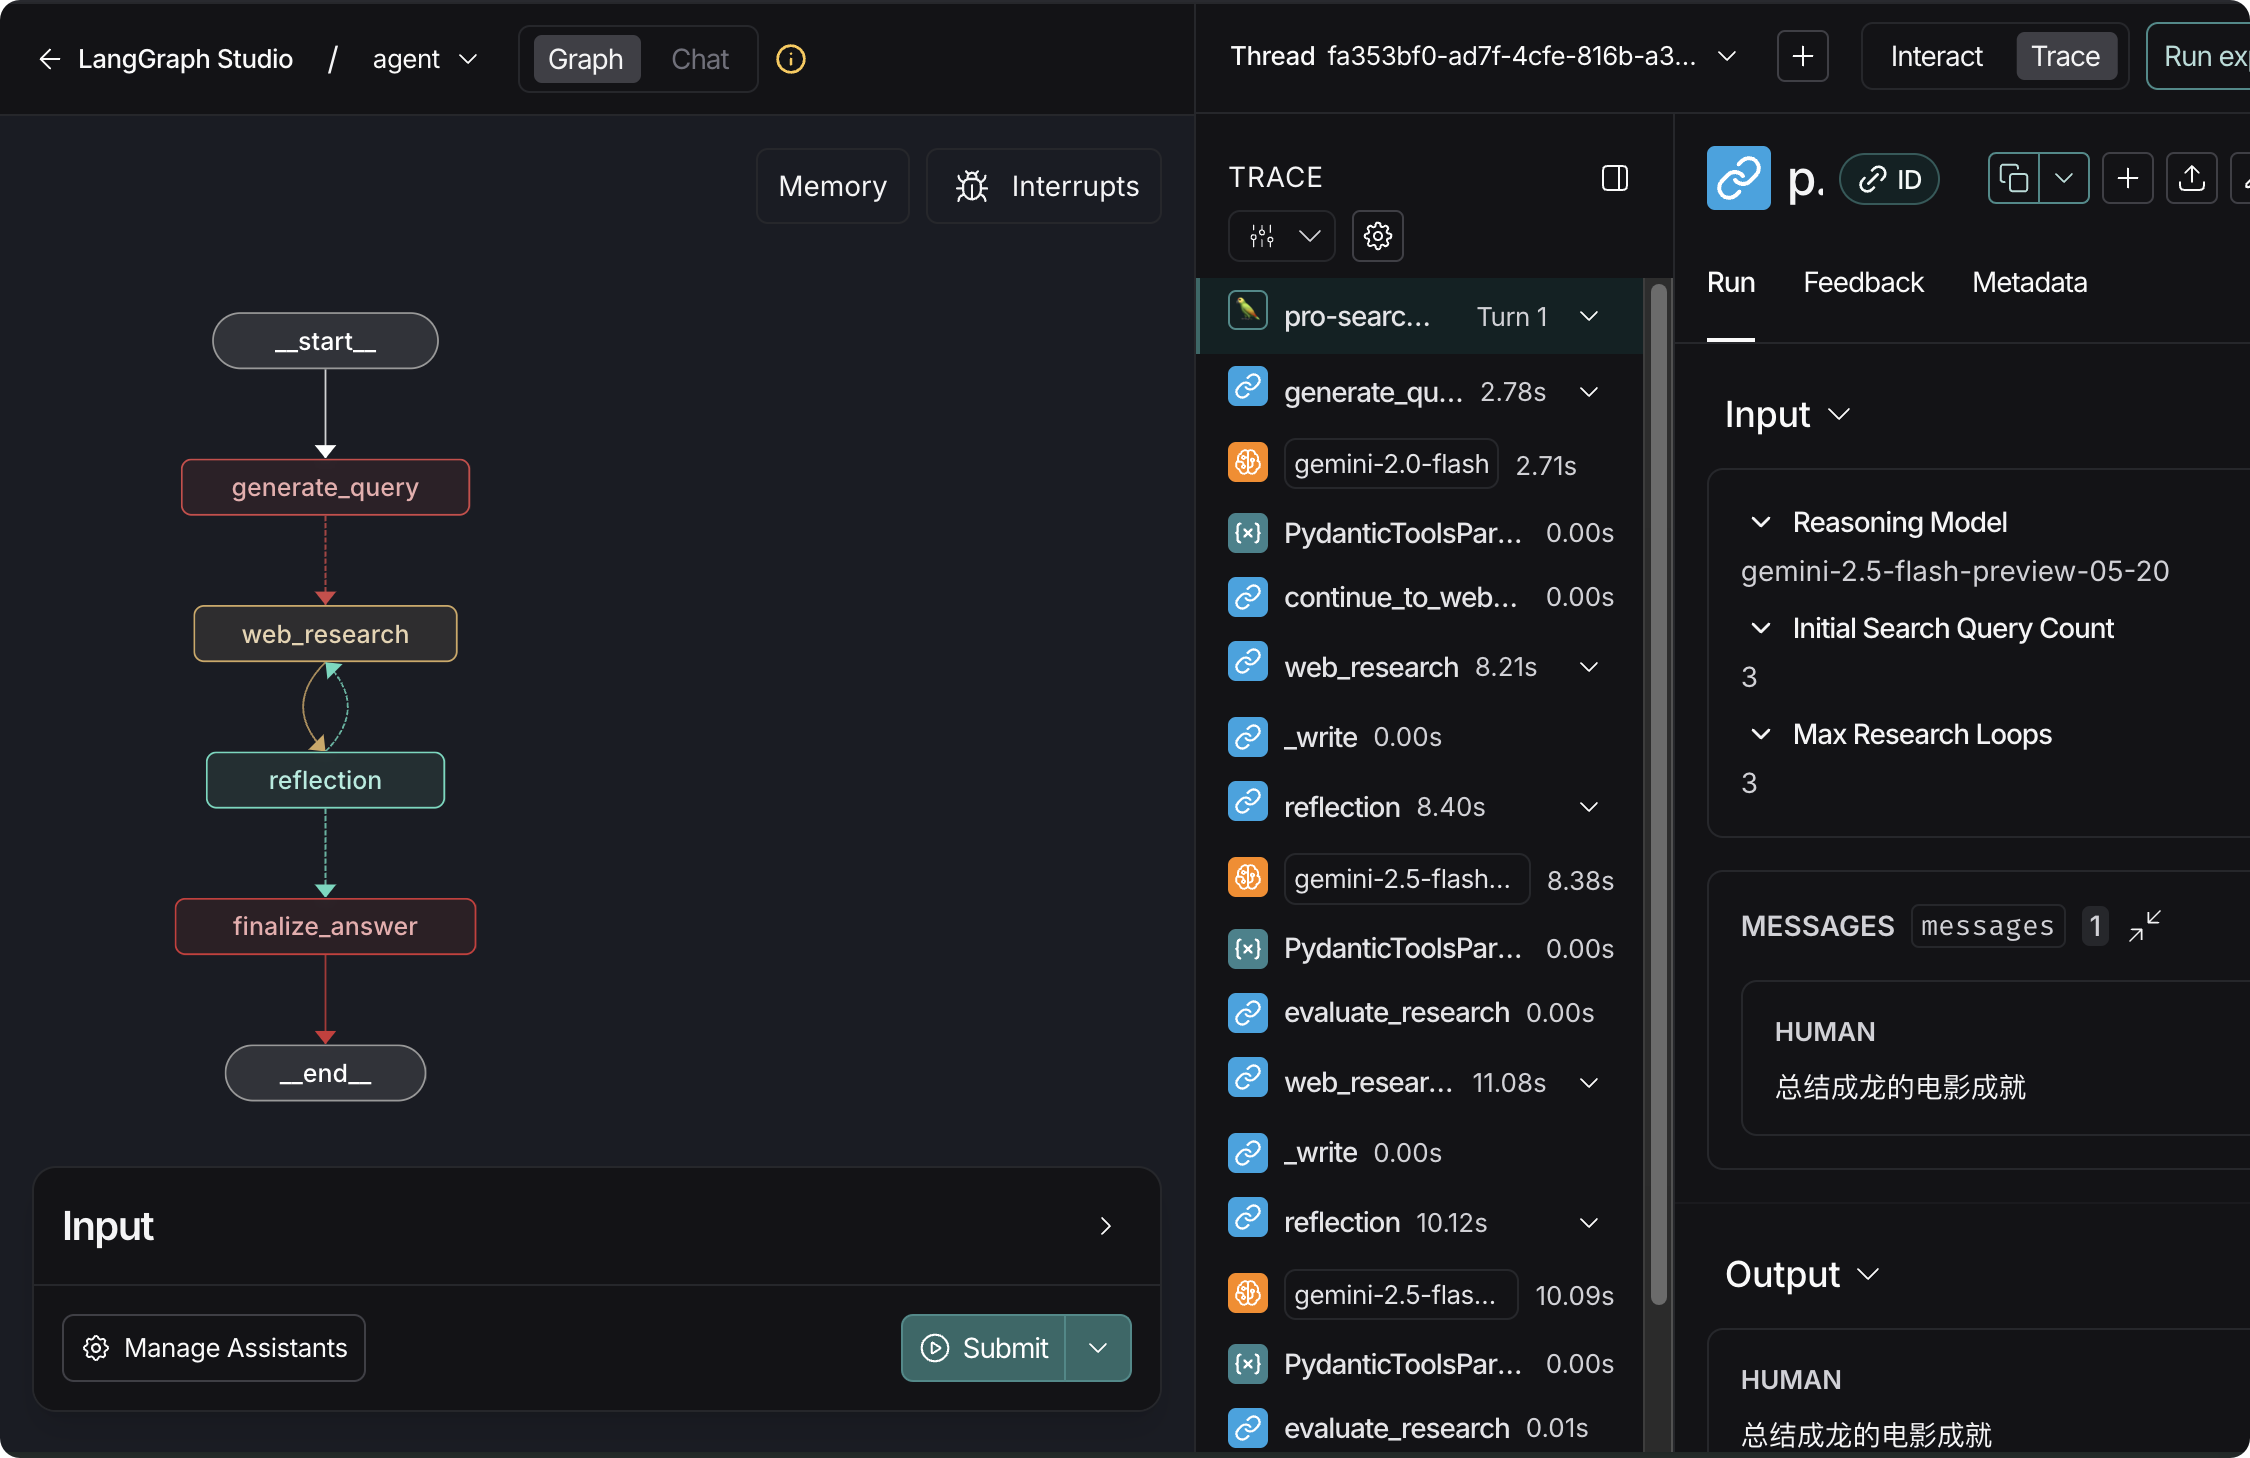 LangGraph Studio / agent
Graph Chat
Memory
Interrupts
__start__
generate_query
web_research
reflection
finalize_answer
__end__
Input
Manage Assistants
Submit
Thread fa353bf0-ad7f-4cfe-816b-a3...
Interact Trace
Run exp
TRACE
pro-searc... Turn 1
generate_qu... 2.78s
gemini-2.0-flash 2.71s
PydanticToolsPar... 0.00s
continue_to_web... 0.00s
web_research 8.21s
_write 0.00s
reflection 8.40s
gemini-2.5-flash... 8.38s
PydanticToolsPar... 0.00s
evaluate_research 0.00s
web_resear... 11.08s
_write 0.00s
reflection 10.12s
gemini-2.5-flas... 10.09s
PydanticToolsPar... 0.00s
evaluate_research 0.01s
p. ID
Run Feedback Metadata
Input
Reasoning Model
gemini-2.5-flash-preview-05-20
Initial Search Query Count
3
Max Research Loops
3
MESSAGES messages 1
HUMAN
总结成龙的电影成就
Output
HUMAN
总结成龙的电影成就